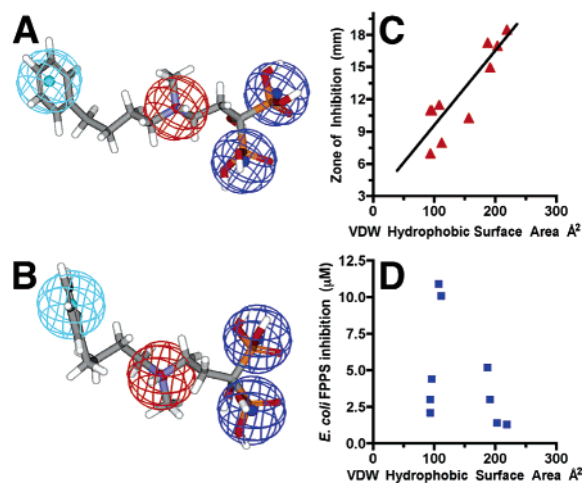 A
B
C
Zone of Inhibition (mm)
18
15
12
9
6
3
0 100 200 300
VDW Hydrophobic Surface Area Å²
D
E. coli FPPS inhibition (μM)
12.5
10.0
7.5
5.0
2.5
0.0
0 100 200 300
VDW Hydrophobic Surface Area Å²